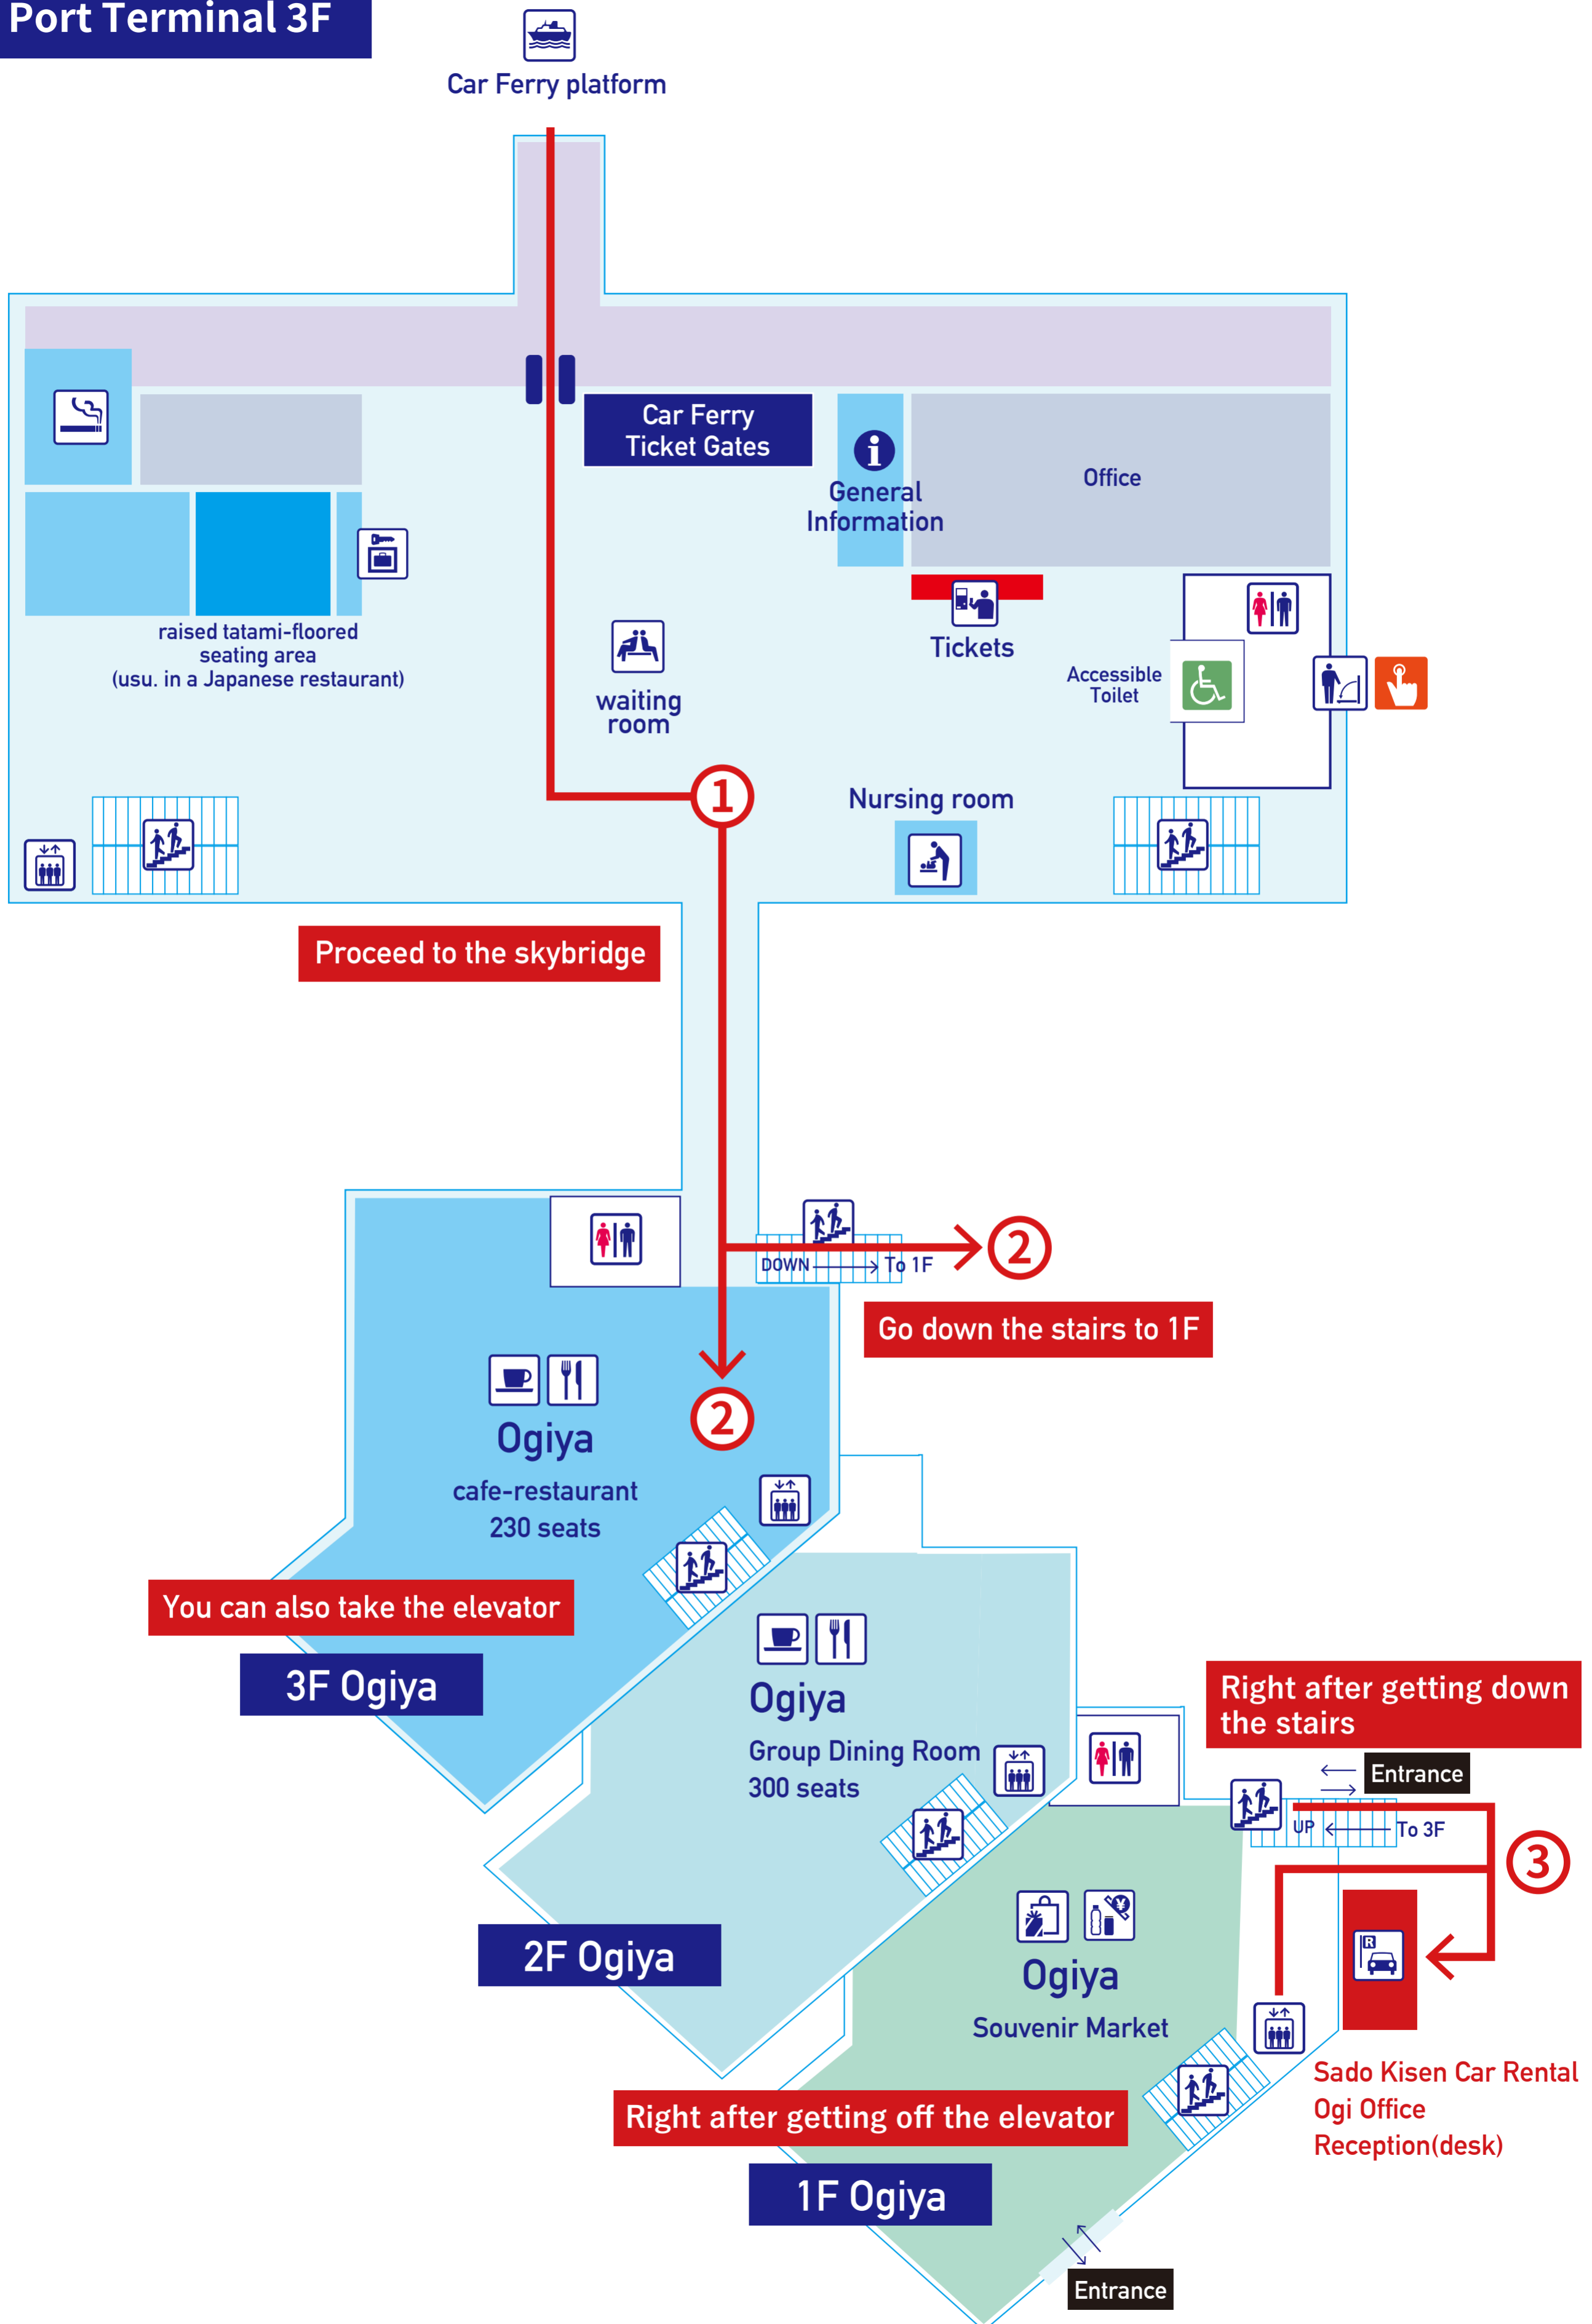 Port Terminal 3F
Car Ferry platform
Car Ferry
Ticket Gates
General
Information
Office
raised tatami-floored
seating area
(usu. in a Japanese restaurant)
waiting
room
Tickets
Accessible
Toilet
1
Nursing room
Proceed to the skybridge
DOWN
To 1F
2
Go down the stairs to 1F
2
Ogiya
cafe-restaurant
230 seats
You can also take the elevator
3F Ogiya
Ogiya
Group Dining Room
300 seats
Right after getting down
the stairs
Entrance
UP
To 3F
3
2F Ogiya
R
¥
Ogiya
Souvenir Market
Sado Kisen Car Rental
Ogi Office
Reception(desk)
Right after getting off the elevator
1F Ogiya
Entrance